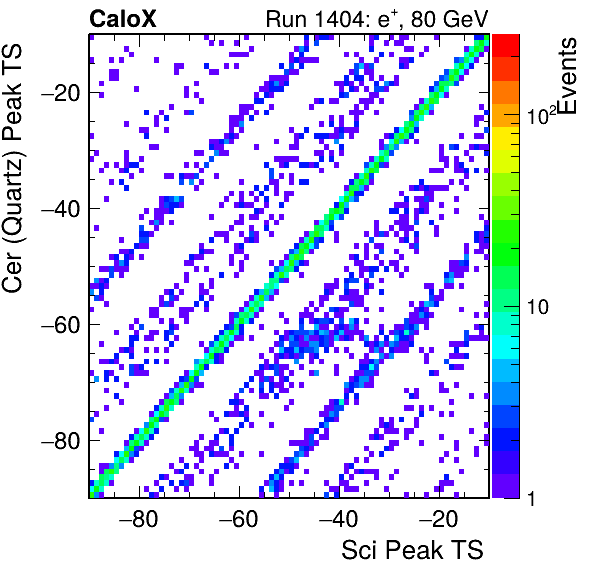 CaloX Run 1404: e⁺, 80 GeV
Cer (Quartz) Peak TS
−20
−40
−60
−80
−80 −60 −40 −20
Sci Peak TS
Events
10²
10
1